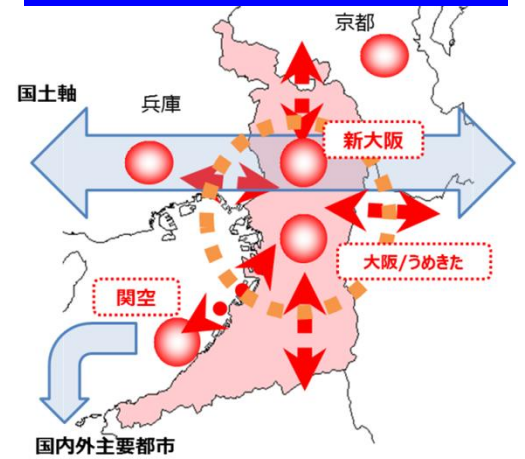 京都
国土軸
兵庫
新大阪
大阪/うめきた
関空
国内外主要都市